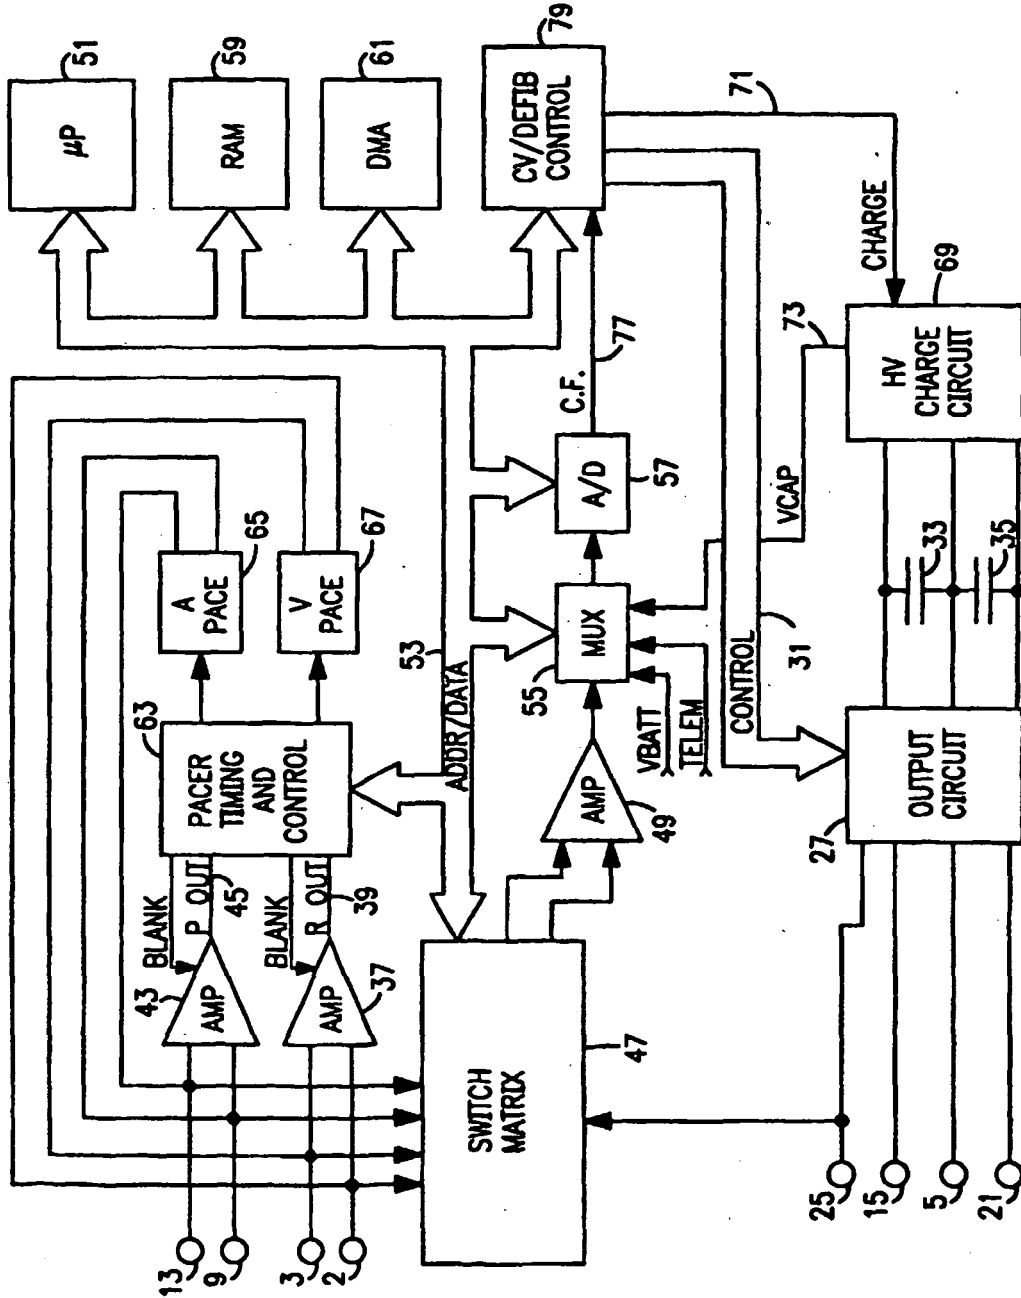 13
9
3
2
43
AMP
BLANK
P OUT
45
37
AMP
BLANK
R OUT
39
63
PACER
TIMING
AND
CONTROL
A
PACE
65
V
PACE
67
μP
51
RAM
59
DMA
61
CV/DEFIB
CONTROL
79
SWITCH
MATRIX
47
ADDR/DATA
53
AMP
49
55
MUX
A/D
57
C.F.
77
VBATT
TELEM
CONTROL
31
VCAP
73
71
CHARGE
25
15
5
21
27
OUTPUT
CIRCUIT
33
35
HV
CHARGE
CIRCUIT
69